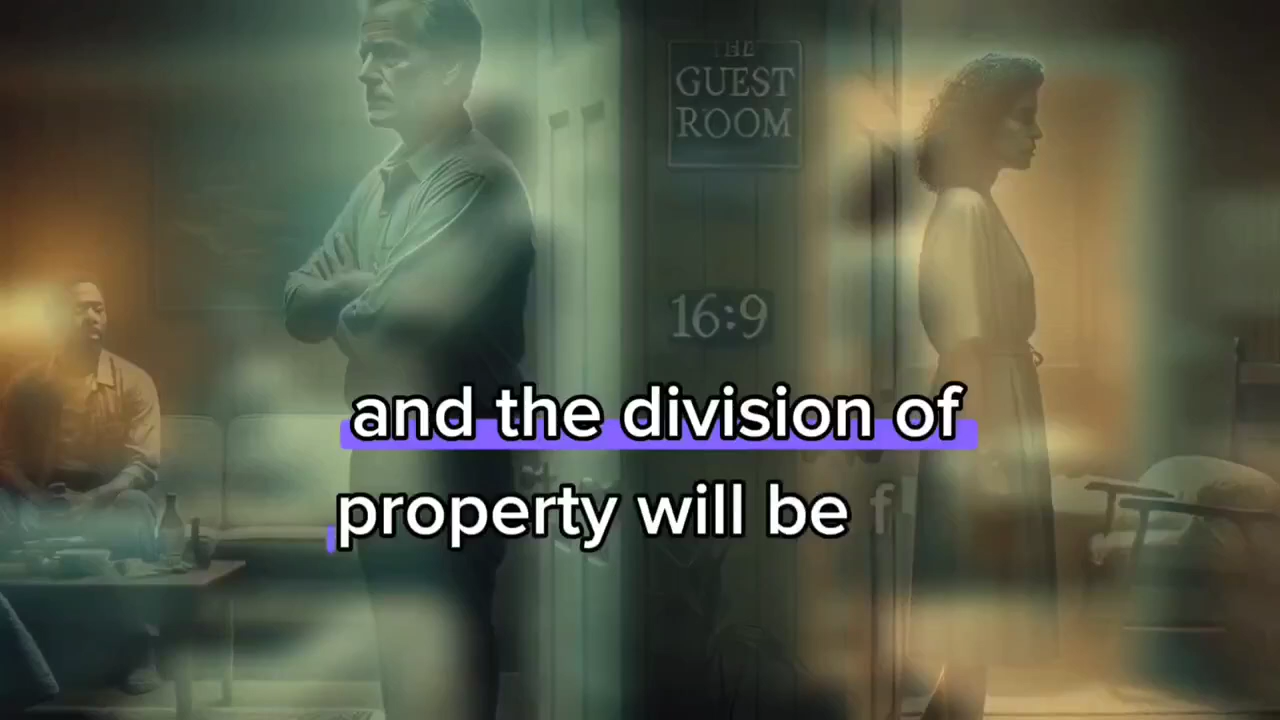 THE
GUEST
ROOM
16:9
and the division of
property will be f